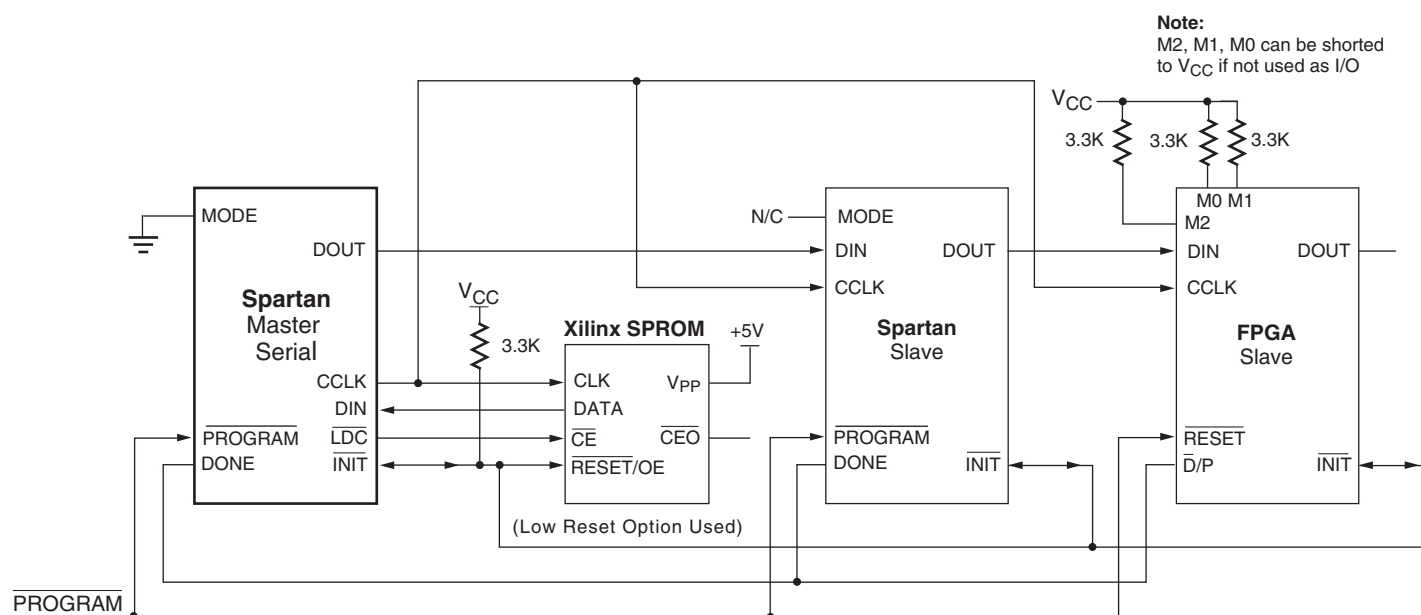 Note:
M2, M1, M0 can be shorted
to VCC if not used as I/O
VCC
3.3K
3.3K
3.3K
M0 M1
M2
MODE
DOUT
Spartan
Master
Serial
CCLK
DIN
PROGRAM
LDC
DONE
INIT
VCC
3.3K
Xilinx SPROM
+5V
CLK
VPP
DATA
CE
CEO
RESET/OE
(Low Reset Option Used)
N/C
MODE
DIN
DOUT
CCLK
Spartan
Slave
PROGRAM
DONE
INIT
DIN
DOUT
CCLK
FPGA
Slave
RESET
D/P
INIT
PROGRAM